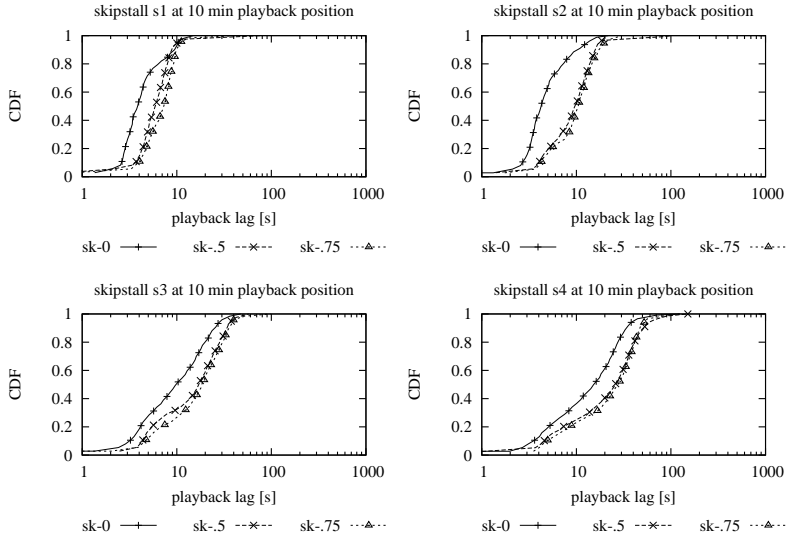 skipstall s1 at 10 min playback position
1
0.8
0.6
0.4
0.2
0
CDF
1 10 100 1000
playback lag [s]
sk-0 sk-.5 sk-.75
skipstall s2 at 10 min playback position
1
0.8
0.6
0.4
0.2
0
CDF
1 10 100 1000
playback lag [s]
sk-0 sk-.5 sk-.75
skipstall s3 at 10 min playback position
1
0.8
0.6
0.4
0.2
0
CDF
1 10 100 1000
playback lag [s]
sk-0 sk-.5 sk-.75
skipstall s4 at 10 min playback position
1
0.8
0.6
0.4
0.2
0
CDF
1 10 100 1000
playback lag [s]
sk-0 sk-.5 sk-.75